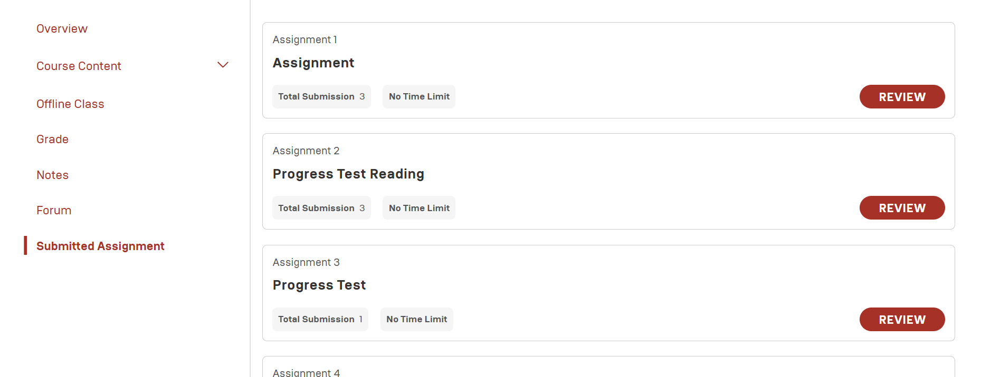 Overview
Course Content
Offline Class
Grade
Notes
Forum
Submitted Assignment
Assignment 1
Assignment
Total Submission 3 No Time Limit
REVIEW
Assignment 2
Progress Test Reading
Total Submission 3 No Time Limit
REVIEW
Assignment 3
Progress Test
Total Submission 1 No Time Limit
REVIEW
Assignment 4